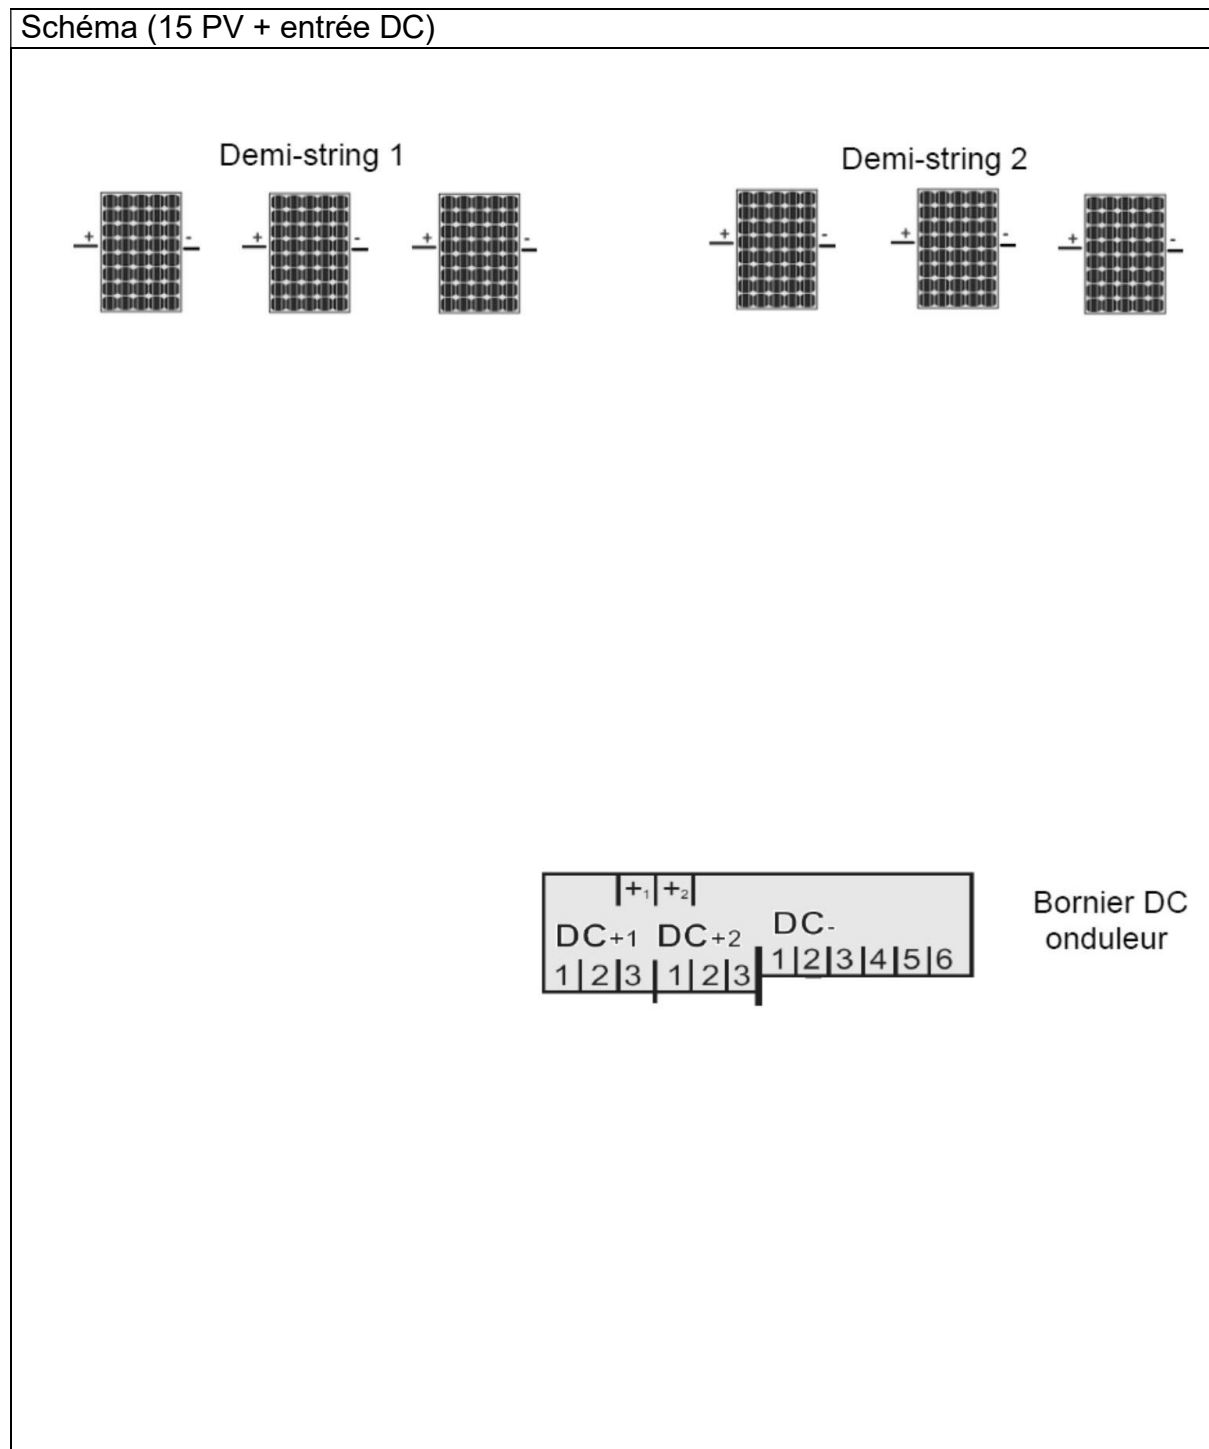 Schéma (15 PV + entrée DC)
Demi-string 1
Demi-string 2
+ - + - + - + - + - + -
+₁ +₂
DC+1 DC+2 DC-
1 2 3 1 2 3 1 2 3 4 5 6
Bornier DC
onduleur